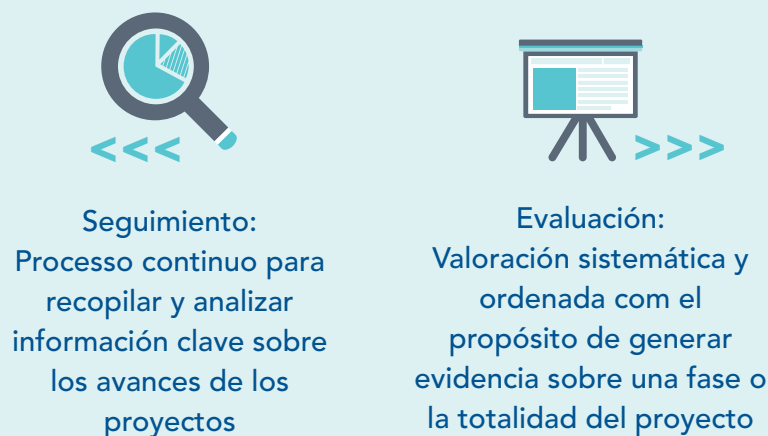 <<<
>>>
Seguimiento:
Processo continuo para
recopilar y analizar
información clave sobre
los avances de los
proyectos
Evaluación:
Valoración sistemática y
ordenada com el
propósito de generar
evidencia sobre una fase o
la totalidad del proyecto